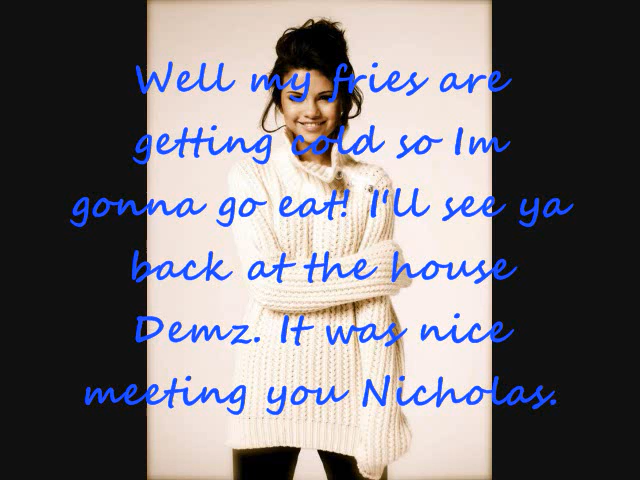 Well my fries are
getting cold so Im
gonna go eat! I'll see ya
back at the house
Demz. It was nice
meeting you Nicholas.